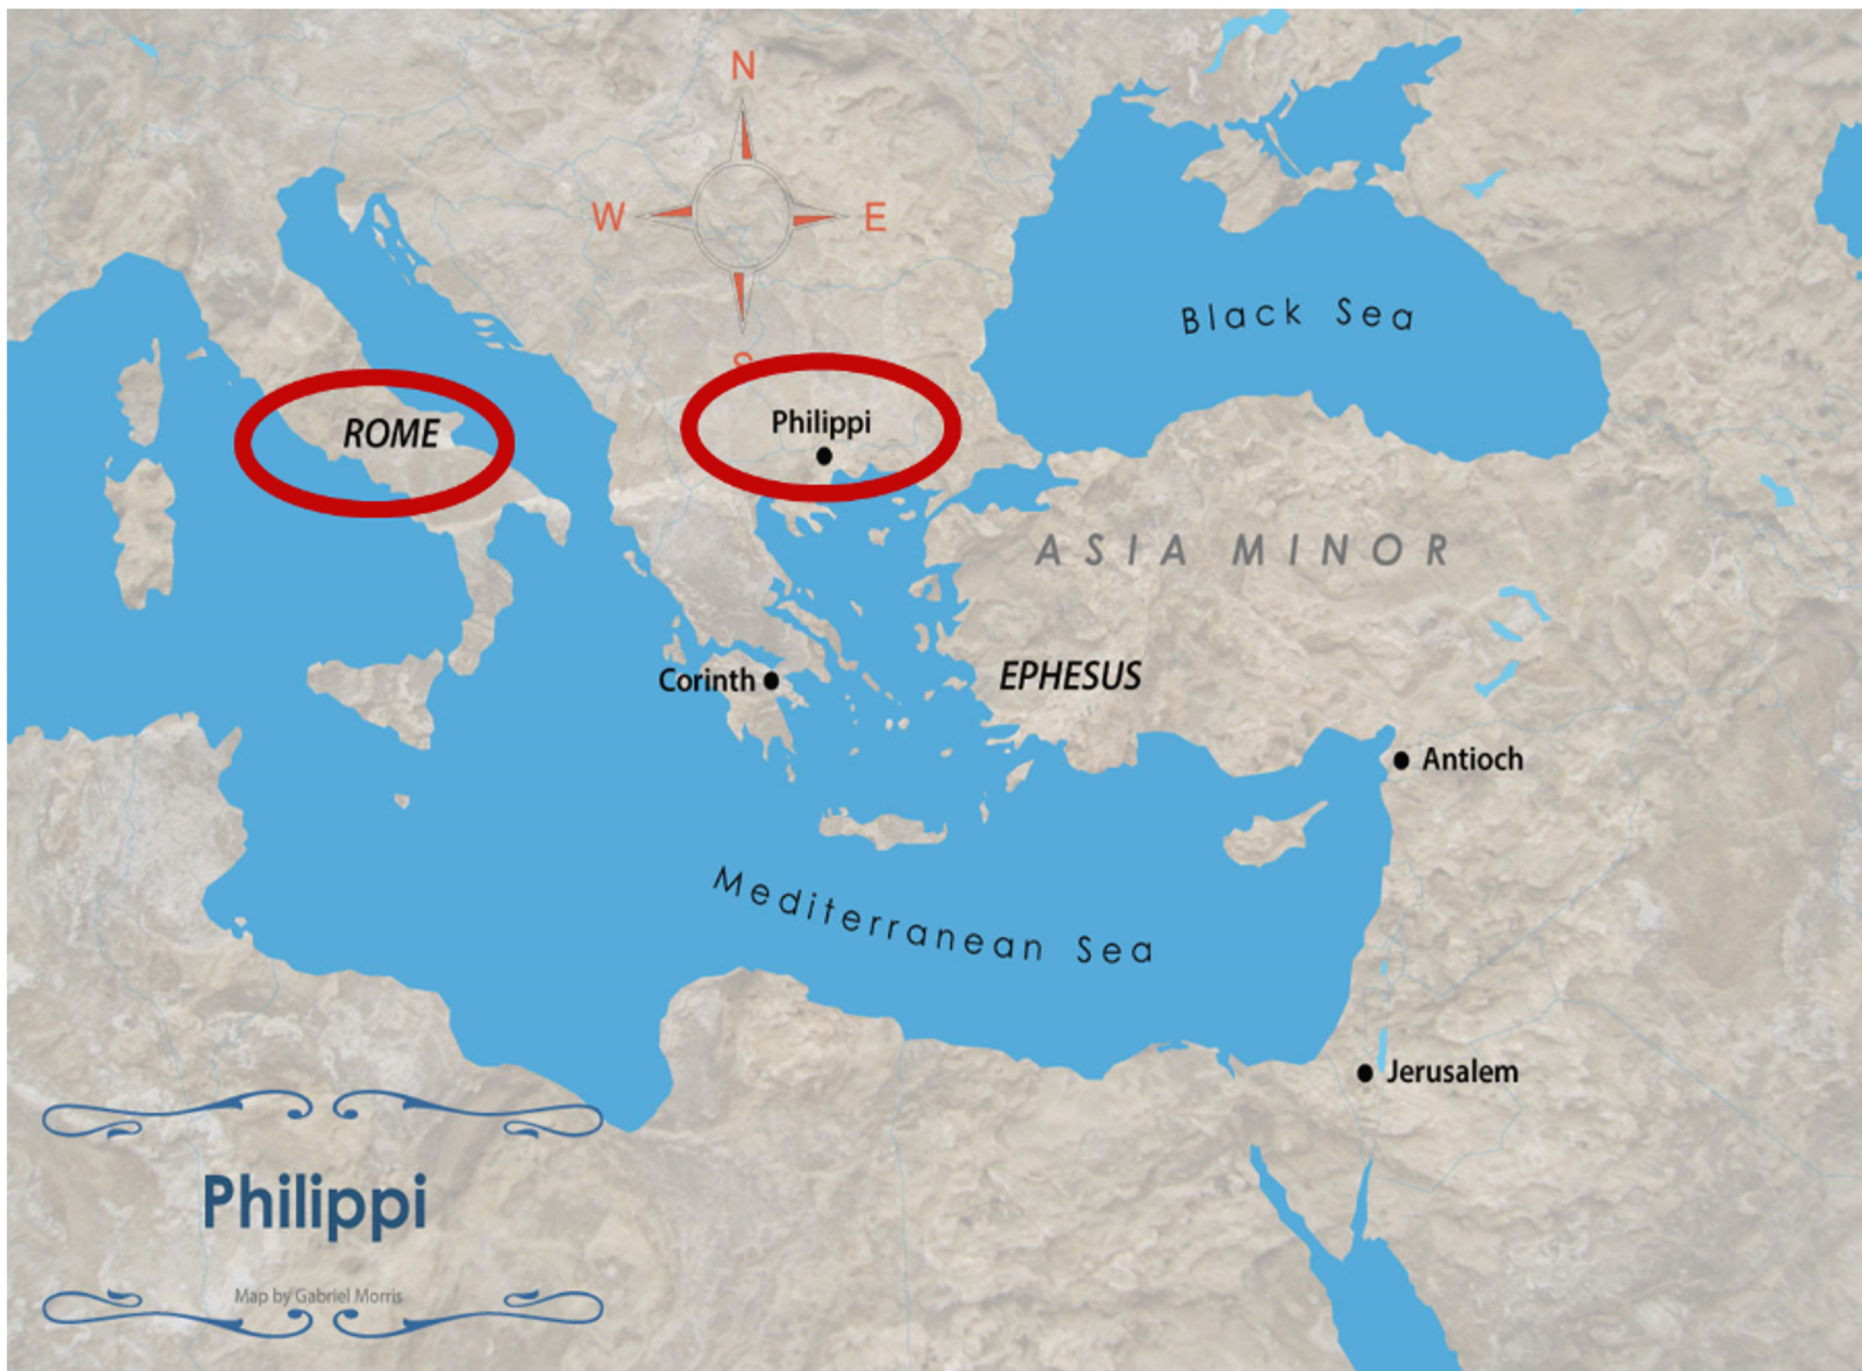 N
W
E
S
Black Sea
Philippi
ROME
ASIA MINOR
Corinth
EPHESUS
Antioch
Mediterranean Sea
Jerusalem
Philippi
Map by Gabriel Morris